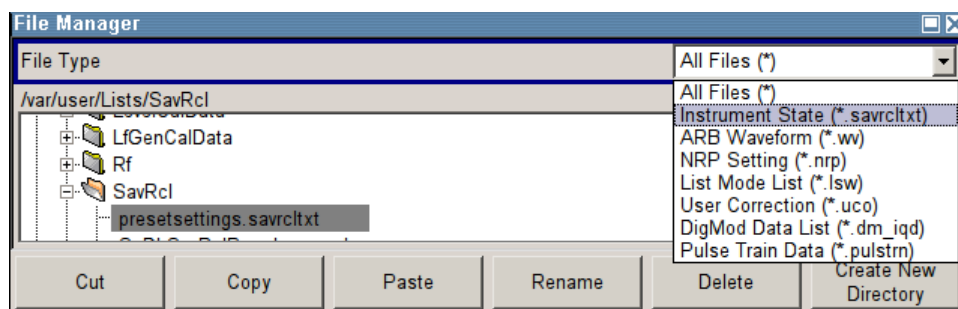 File Manager
File Type
All Files (*)
/var/user/Lists/SavRcl
All Files (*)
Instrument State (*.savrcltxt)
ARB Waveform (*.wv)
NRP Setting (*.nrp)
List Mode List (*.lsw)
User Correction (*.uco)
DigMod Data List (*.dm_iqd)
Pulse Train Data (*.pulstrn)
LfGenCalData
Rf
SavRcl
presetsettings.savrcltxt
Cut
Copy
Paste
Rename
Delete
Create New
Directory